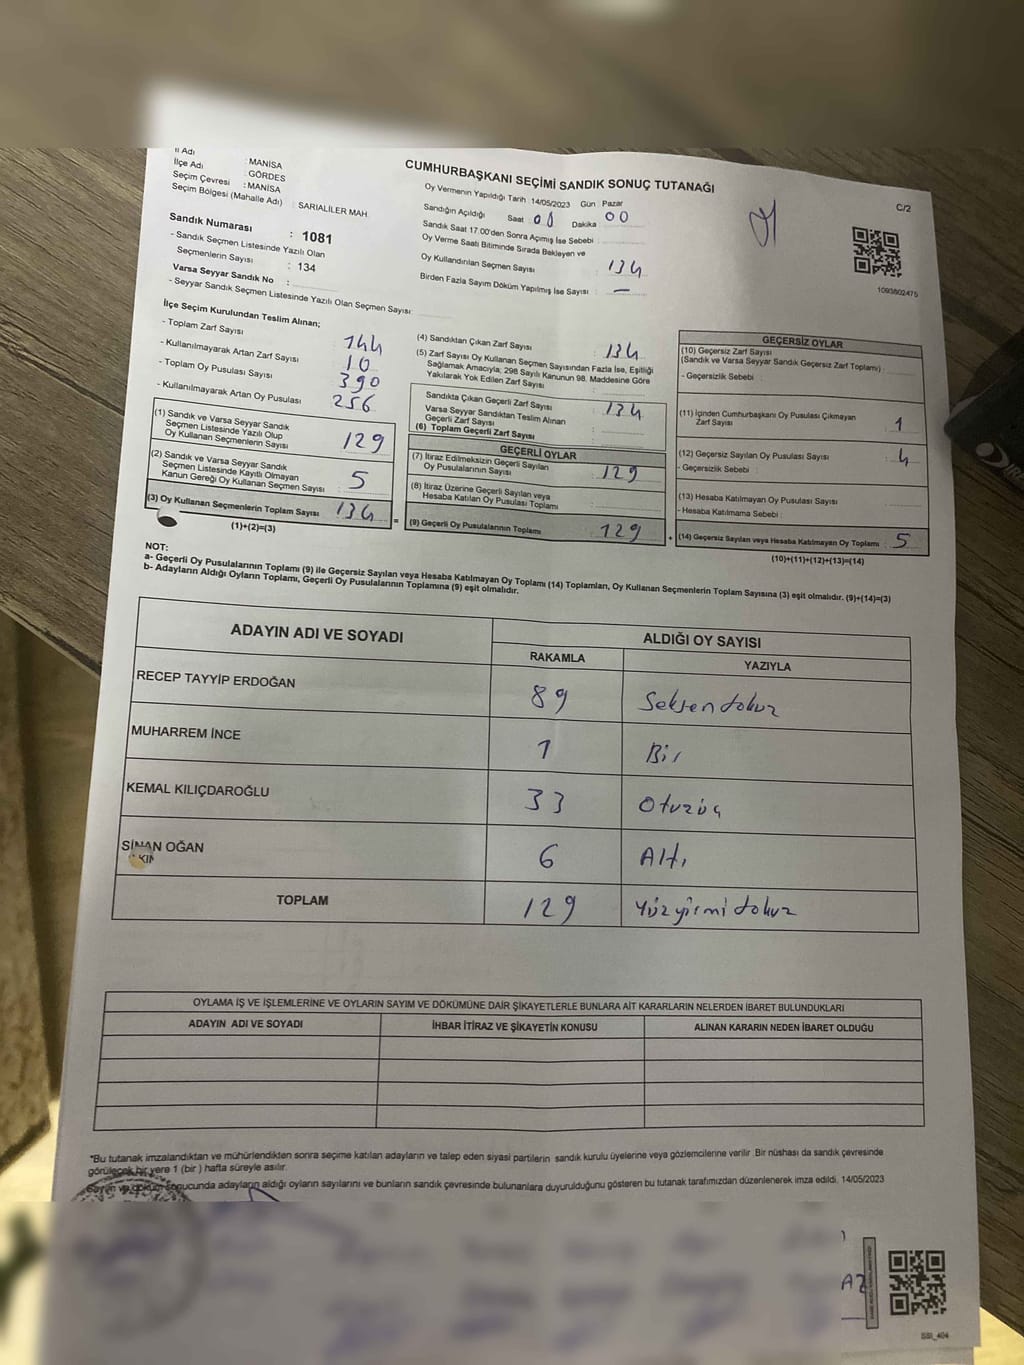 İl Adı : MANİSA
İlçe Adı : GÖRDES
Seçim Çevresi : MANİSA
Seçim Bölgesi (Mahalle Adı) : SARIALİLER MAH
CUMHURBAŞKANI SEÇİMİ SANDIK SONUÇ TUTANAĞI
C/2
Oy Vermenin Yapıldığı Tarih : 14/05/2023 Gün : Pazar
Sandığın Açıldığı Saat : 08 Dakika : 00
Sandık Saat 17.00'den Sonra Açımış İse Sebebi :
Oy Verme Saati Bitiminde Sırada Bekleyen ve
Oy Kullandırılan Seçmen Sayısı : 134
Birden Fazla Sayım Döküm Yapılmış İse Sayısı : —
1093802475
Sandık Numarası : 1081
- Sandık Seçmen Listesinde Yazılı Olan
Seçmenlerin Sayısı : 134
Varsa Seyyar Sandık No :
- Seyyar Sandık Seçmen Listesinde Yazılı Olan Seçmen Sayısı:
İlçe Seçim Kurulundan Teslim Alınan;
- Toplam Zarf Sayısı 144
- Kullanılmayarak Artan Zarf Sayısı 10
- Toplam Oy Pusulası Sayısı 390
- Kullanılmayarak Artan Oy Pusulası 256
(1) Sandık ve Varsa Seyyar Sandık
Seçmen Listesinde Yazılı Olup
Oy Kullanan Seçmenlerin Sayısı 129
(2) Sandık ve Varsa Seyyar Sandık
Seçmen Listesinde Kayıtlı Olmayan
Kanun Gereği Oy Kullanan Seçmen Sayısı : 5
(3) Oy Kullanan Seçmenlerin Toplam Sayısı 134
(1)+(2)=(3)
=
(4) Sandıktan Çıkan Zarf Sayısı : 134
(5) Zarf Sayısı Oy Kullanan Seçmen Sayısından Fazla İse, Eşitliği
Sağlamak Amacıyla; 298 Sayılı Kanunun 98. Maddesine Göre
Yakılarak Yok Edilen Zarf Sayısı :
Sandıkta Çıkan Geçerli Zarf Sayısı : 134
Varsa Seyyar Sandıktan Teslim Alınan
Geçerli Zarf Sayısı :
(6) Toplam Geçerli Zarf Sayısı :
GEÇERLİ OYLAR
(7) İtiraz Edilmeksizin Geçerli Sayılan
Oy Pusulalarının Sayısı : 129
(8) İtiraz Üzerine Geçerli Sayılan veya
Hesaba Katılan Oy Pusulası Toplamı :
(9) Geçerli Oy Pusulalarının Toplamı : 129
+
GEÇERSİZ OYLAR
(10) Geçersiz Zarf Sayısı
(Sandık ve Varsa Seyyar Sandık Geçersiz Zarf Toplamı) :
- Geçersizlik Sebebi :
(11) İçinden Cumhurbaşkanı Oy Pusulası Çıkmayan
Zarf Sayısı : 1
(12) Geçersiz Sayılan Oy Pusulası Sayısı : 4
- Geçersizlik Sebebi :
(13) Hesaba Katılmayan Oy Pusulası Sayısı :
- Hesaba Katılmama Sebebi :
(14) Geçersiz Sayılan veya Hesaba Katılmayan Oy Toplamı : 5
(10)+(11)+(12)+(13)=(14)
NOT:
a- Geçerli Oy Pusulalarının Toplamı (9) ile Geçersiz Sayılan veya Hesaba Katılmayan Oy Toplamı (14) Toplamları, Oy Kullanan Seçmenlerin Toplam Sayısına (3) eşit olmalıdır. (9)+(14)=(3)
b- Adayların Aldığı Oyların Toplamı, Geçerli Oy Pusulalarının Toplamına (9) eşit olmalıdır.
ADAYIN ADI VE SOYADI
ALDIĞI OY SAYISI
RAKAMLA YAZIYLA
RECEP TAYYİP ERDOĞAN 89 Seksendokuz
MUHARREM İNCE 1 Bir
KEMAL KILIÇDAROĞLU 33 Otuzüç
SİNAN OĞAN 6 Altı
TOPLAM 129 Yüzyirmidokuz
OYLAMA İŞ VE İŞLEMLERİNE VE OYLARIN SAYIM VE DÖKÜMÜNE DAİR ŞİKAYETLERLE BUNLARA AİT KARARLARIN NELERDEN İBARET BULUNDUKLARI
ADAYIN ADI VE SOYADI İHBAR İTİRAZ VE ŞİKAYETİN KONUSU ALINAN KARARIN NEDEN İBARET OLDUĞU
*Bu tutanak imzalandıktan ve mühürlendikten sonra seçime katılan adayların ve talep eden siyasi partilerin sandık kurulu üyelerine veya gözlemcilerine verilir .Bir nüshası da sandık çevresinde
görülecek bir yere 1 (bir ) hafta süreyle asılır.
Sayım ve döküm sonucunda adayların aldığı oyların sayılarını ve bunların sandık çevresinde bulunanlara duyurulduğunu gösteren bu tutanak tarafımızdan düzenlenerek imza edildi. 14/05/2023
SSI_404